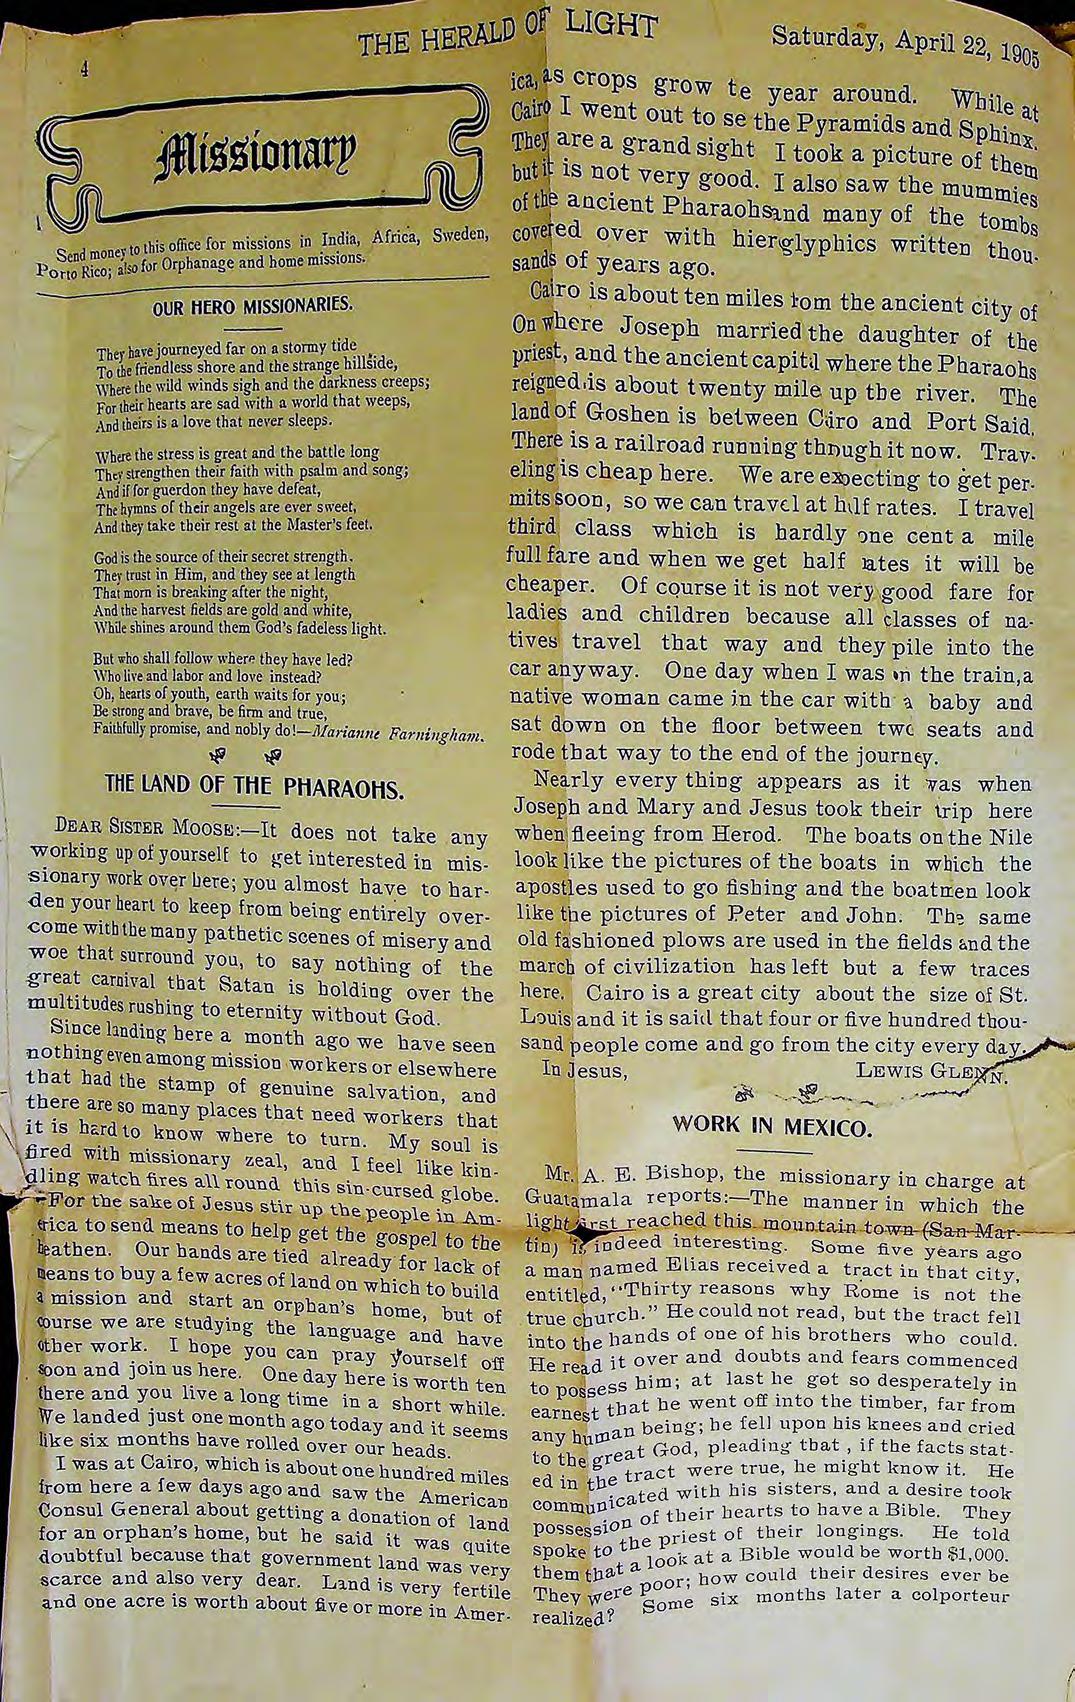 4
THE HERALD OF LIGHT
Saturday, April 22, 1905
Missionary
Send money to this office for missions in India, Africa, Sweden,
Porto Rico; also for Orphanage and home missions.
OUR HERO MISSIONARIES.
They have journeyed far on a stormy tide
To the friendless shore and the strange hillside,
Where the wild winds sigh and the darkness creeps;
For their hearts are sad with a world that weeps,
And theirs is a love that never sleeps.
Where the stress is great and the battle long
They strengthen their faith with psalm and song;
And if for guerdon they have defeat,
The hymns of their angels are ever sweet,
And they take their rest at the Master's feet.
God is the source of their secret strength.
They trust in Him, and they see at length
That morn is breaking after the night,
And the harvest fields are gold and white,
While shines around them God's fadeless light.
But who shall follow where they have led?
Who live and labor and love instead?
Oh, hearts of youth, earth waits for you;
Be strong and brave, be firm and true,
Faithfully promise, and nobly do!—Marianne Farningham.
THE LAND OF THE PHARAOHS.
DEAR SISTER MOOSE:—It does not take any
working up of yourself to get interested in mis-
sionary work over here; you almost have to har-
den your heart to keep from being entirely over-
come with the many pathetic scenes of misery and
woe that surround you, to say nothing of the
great carnival that Satan is holding over the
multitudes rushing to eternity without God.
Since landing here a month ago we have seen
nothing even among mission workers or elsewhere
that had the stamp of genuine salvation, and
there are so many places that need workers that
it is hard to know where to turn. My soul is
fired with missionary zeal, and I feel like kin-
dling watch fires all round this sin-cursed globe.
For the sake of Jesus stir up the people in Am-
erica to send means to help get the gospel to the
heathen. Our hands are tied already for lack of
means to buy a few acres of land on which to build
a mission and start an orphan's home, but of
course we are studying the language and have
other work. I hope you can pray yourself off
soon and join us here. One day here is worth ten
there and you live a long time in a short while.
We landed just one month ago today and it seems
like six months have rolled over our heads.
I was at Cairo, which is about one hundred miles
from here a few days ago and saw the American
Consul General about getting a donation of land
for an orphan's home, but he said it was quite
doubtful because that government land was very
scarce and also very dear. Land is very fertile
and one acre is worth about five or more in Amer-
ica, as crops grow te year around. While at
Cairo I went out to se the Pyramids and Sphinx.
They are a grand sight I took a picture of them
but it is not very good. I also saw the mummies
of the ancient Pharaohs and many of the tombs
covered over with hierglyphics written thou-
sands of years ago.
Cairo is about ten miles from the ancient city of
On where Joseph married the daughter of the
priest, and the ancient capital where the Pharaohs
reigned is about twenty mile up the river. The
land of Goshen is between Cairo and Port Said.
There is a railroad running through it now. Trav-
eling is cheap here. We are expecting to get per-
mits soon, so we can travel at half rates. I travel
third class which is hardly one cent a mile
full fare and when we get half rates it will be
cheaper. Of course it is not very good fare for
ladies and children because all classes of na-
tives travel that way and they pile into the
car anyway. One day when I was on the train, a
native woman came in the car with a baby and
sat down on the floor between two seats and
rode that way to the end of the journey.
Nearly every thing appears as it was when
Joseph and Mary and Jesus took their trip here
when fleeing from Herod. The boats on the Nile
look like the pictures of the boats in which the
apostles used to go fishing and the boatmen look
like the pictures of Peter and John. The same
old fashioned plows are used in the fields and the
march of civilization has left but a few traces
here. Cairo is a great city about the size of St.
Louis and it is said that four or five hundred thou-
sand people come and go from the city every day.
In Jesus, LEWIS GLENN.
WORK IN MEXICO.
Mr. A. E. Bishop, the missionary in charge at
Guatamala reports:—The manner in which the
light first reached this mountain town (San Mar-
tin) is indeed interesting. Some five years ago
a man named Elias received a tract in that city,
entitled, "Thirty reasons why Rome is not the
true church." He could not read, but the tract fell
into the hands of one of his brothers who could.
He read it over and doubts and fears commenced
to possess him; at last he got so desperately in
earnest that he went off into the timber, far from
any human being; he fell upon his knees and cried
to the great God, pleading that , if the facts stat-
ed in the tract were true, he might know it. He
communicated with his sisters, and a desire took
possession of their hearts to have a Bible. They
spoke to the priest of their longings. He told
them that a look at a Bible would be worth $1,000.
They were poor; how could their desires ever be
realized? Some six months later a colporteur